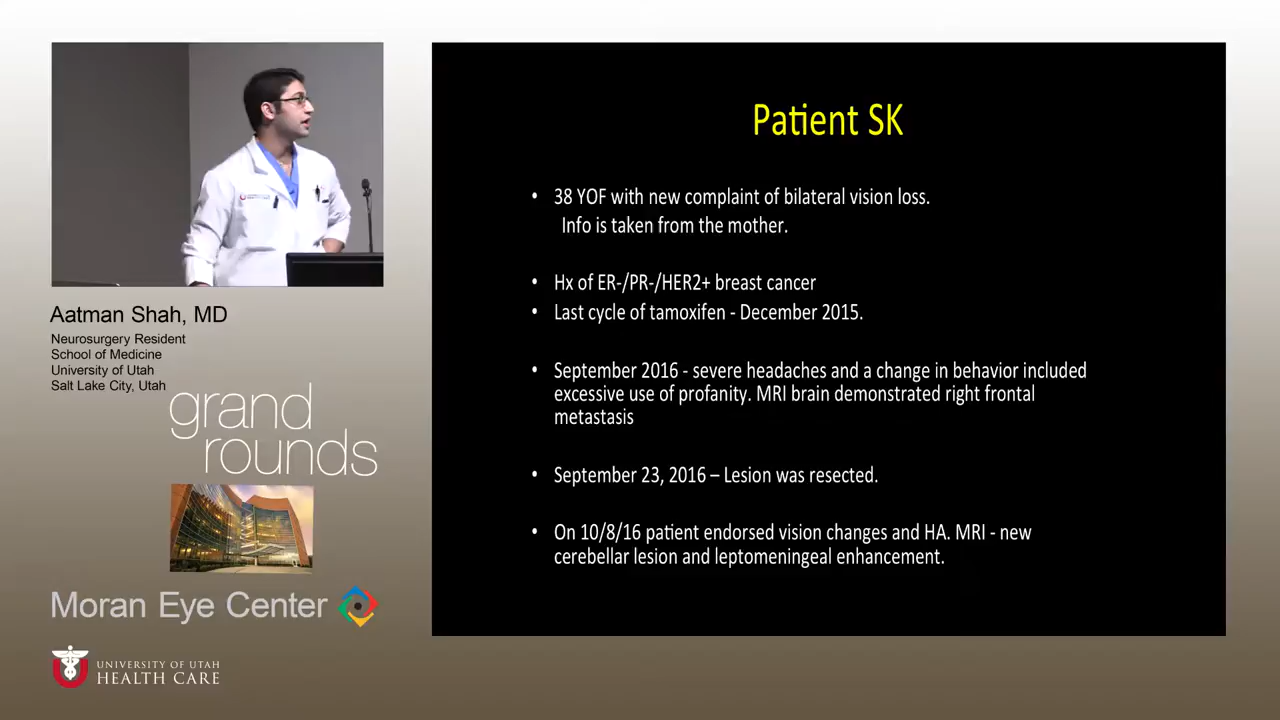 Patient SK
• 38 YOF with new complaint of bilateral vision loss.
Info is taken from the mother.
• Hx of ER-/PR-/HER2+ breast cancer
• Last cycle of tamoxifen - December 2015.
• September 2016 - severe headaches and a change in behavior included
excessive use of profanity. MRI brain demonstrated right frontal
metastasis
• September 23, 2016 – Lesion was resected.
• On 10/8/16 patient endorsed vision changes and HA. MRI - new
cerebellar lesion and leptomeningeal enhancement.
Aatman Shah, MD
Neurosurgery Resident
School of Medicine
University of Utah
Salt Lake City, Utah
grand
rounds
Moran Eye Center
UNIVERSITY OF UTAH
HEALTH CARE